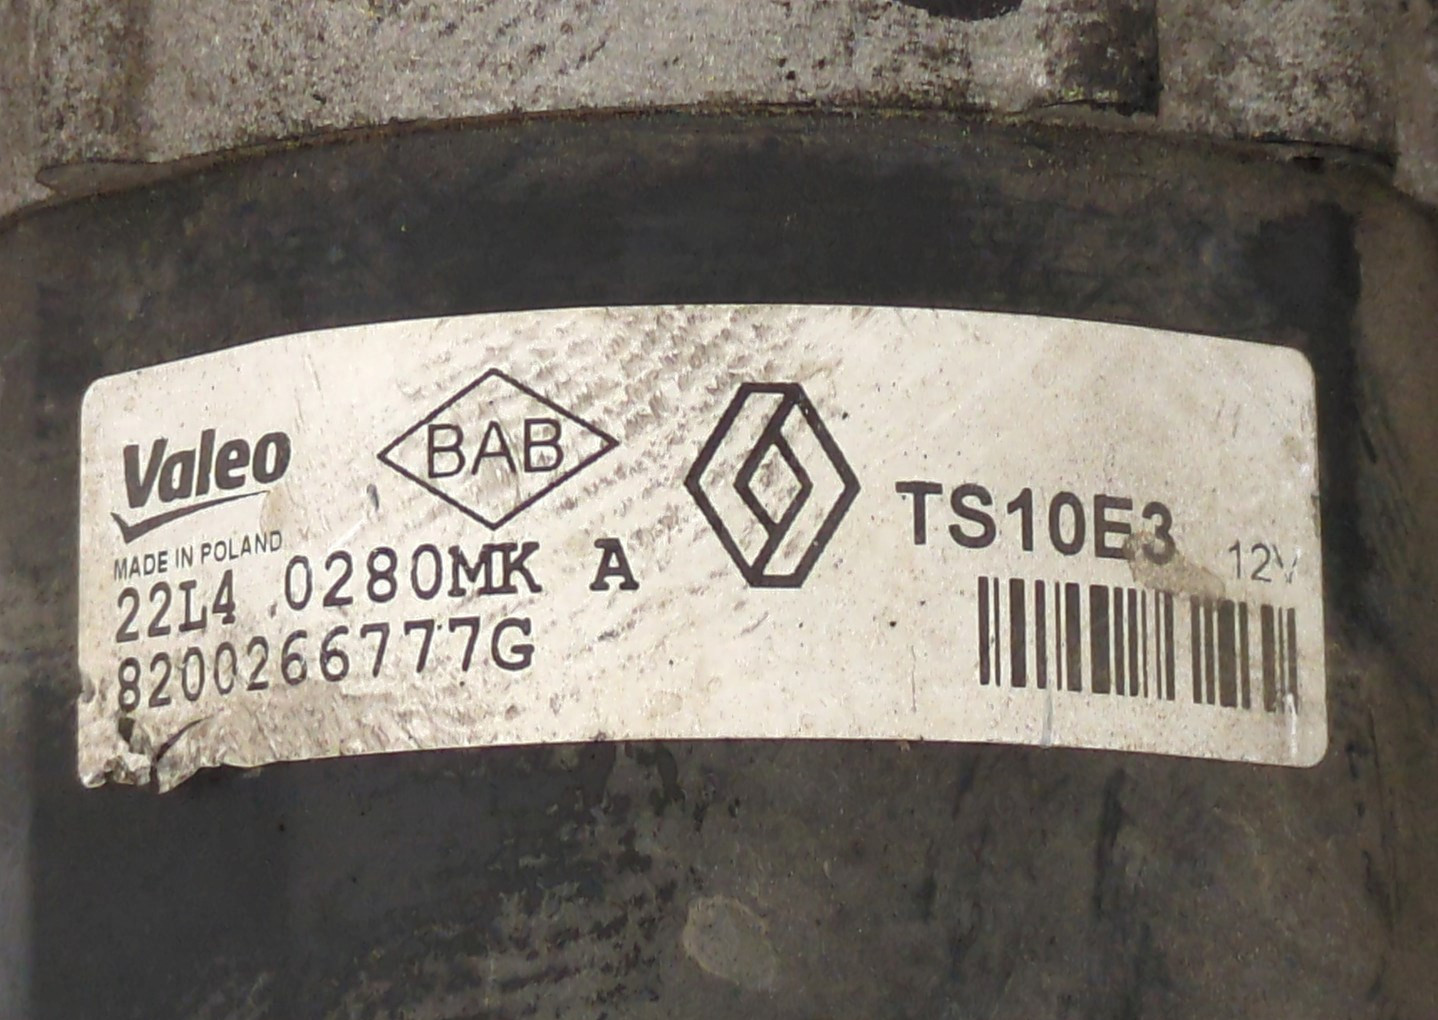 Valeo
BAB
MADE IN POLAND
TS10E3
12V
22L4 0280MK A
8200266777G